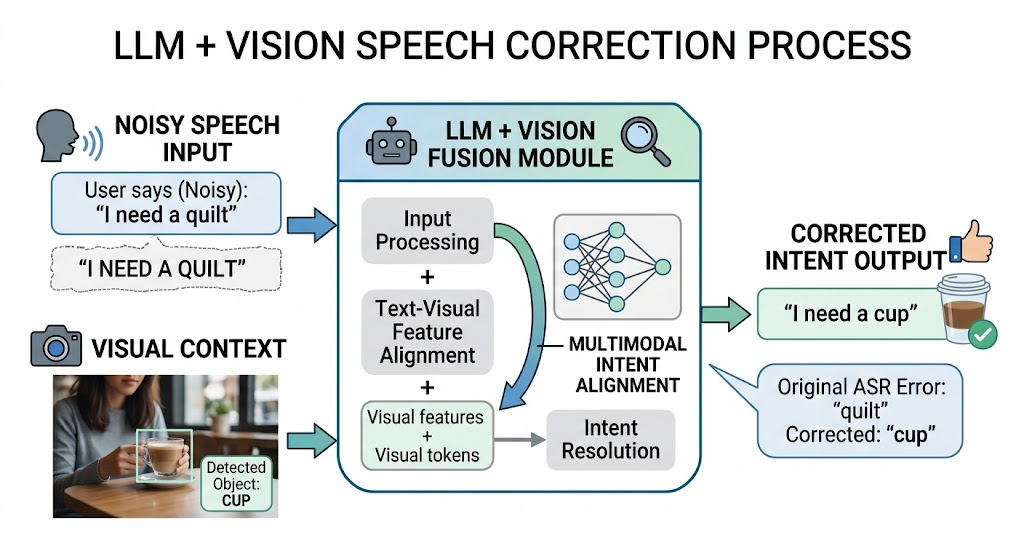 LLM + VISION SPEECH CORRECTION PROCESS
NOISY SPEECH
INPUT
User says (Noisy):
“I need a quilt”
“I NEED A QUILT”
VISUAL CONTEXT
Detected
Object:
CUP
LLM + VISION
FUSION MODULE
Input
Processing
+
Text-Visual
Feature
Alignment
+
Visual features
+
Visual tokens
MULTIMODAL
INTENT
ALIGNMENT
Intent
Resolution
CORRECTED
INTENT OUTPUT
“I need a cup”
Original ASR Error:
“quilt”
Corrected: “cup”